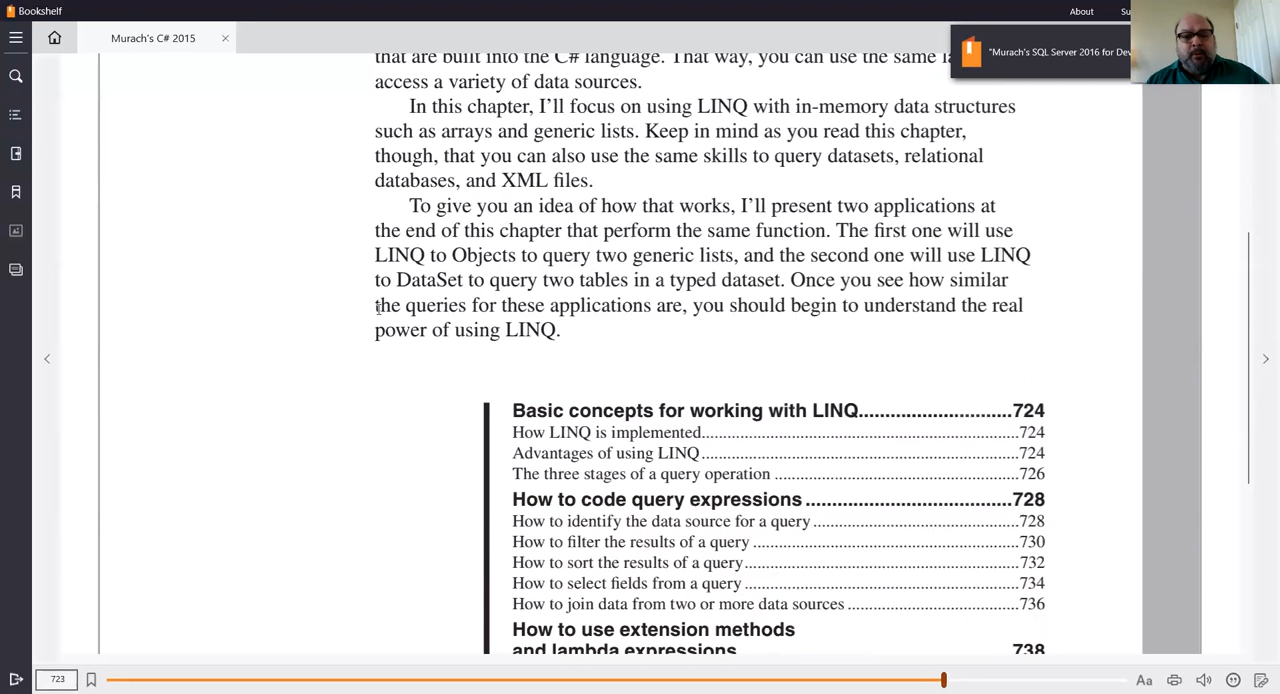 Bookshelf
About
Su
Murach's C# 2015
"Murach's SQL Server 2016 for Dev
that are built into the C# language. That way, you can use the same la
access a variety of data sources.
In this chapter, I'll focus on using LINQ with in-memory data structures
such as arrays and generic lists. Keep in mind as you read this chapter,
though, that you can also use the same skills to query datasets, relational
databases, and XML files.
To give you an idea of how that works, I'll present two applications at
the end of this chapter that perform the same function. The first one will use
LINQ to Objects to query two generic lists, and the second one will use LINQ
to DataSet to query two tables in a typed dataset. Once you see how similar
the queries for these applications are, you should begin to understand the real
power of using LINQ.
Basic concepts for working with LINQ............................724
How LINQ is implemented............................724
Advantages of using LINQ............................724
The three stages of a query operation ............................726
How to code query expressions ............................728
How to identify the data source for a query ............................728
How to filter the results of a query ............................730
How to sort the results of a query............................732
How to select fields from a query ............................734
How to join data from two or more data sources ............................736
How to use extension methods
and lambda expressions............................738
723
Aa